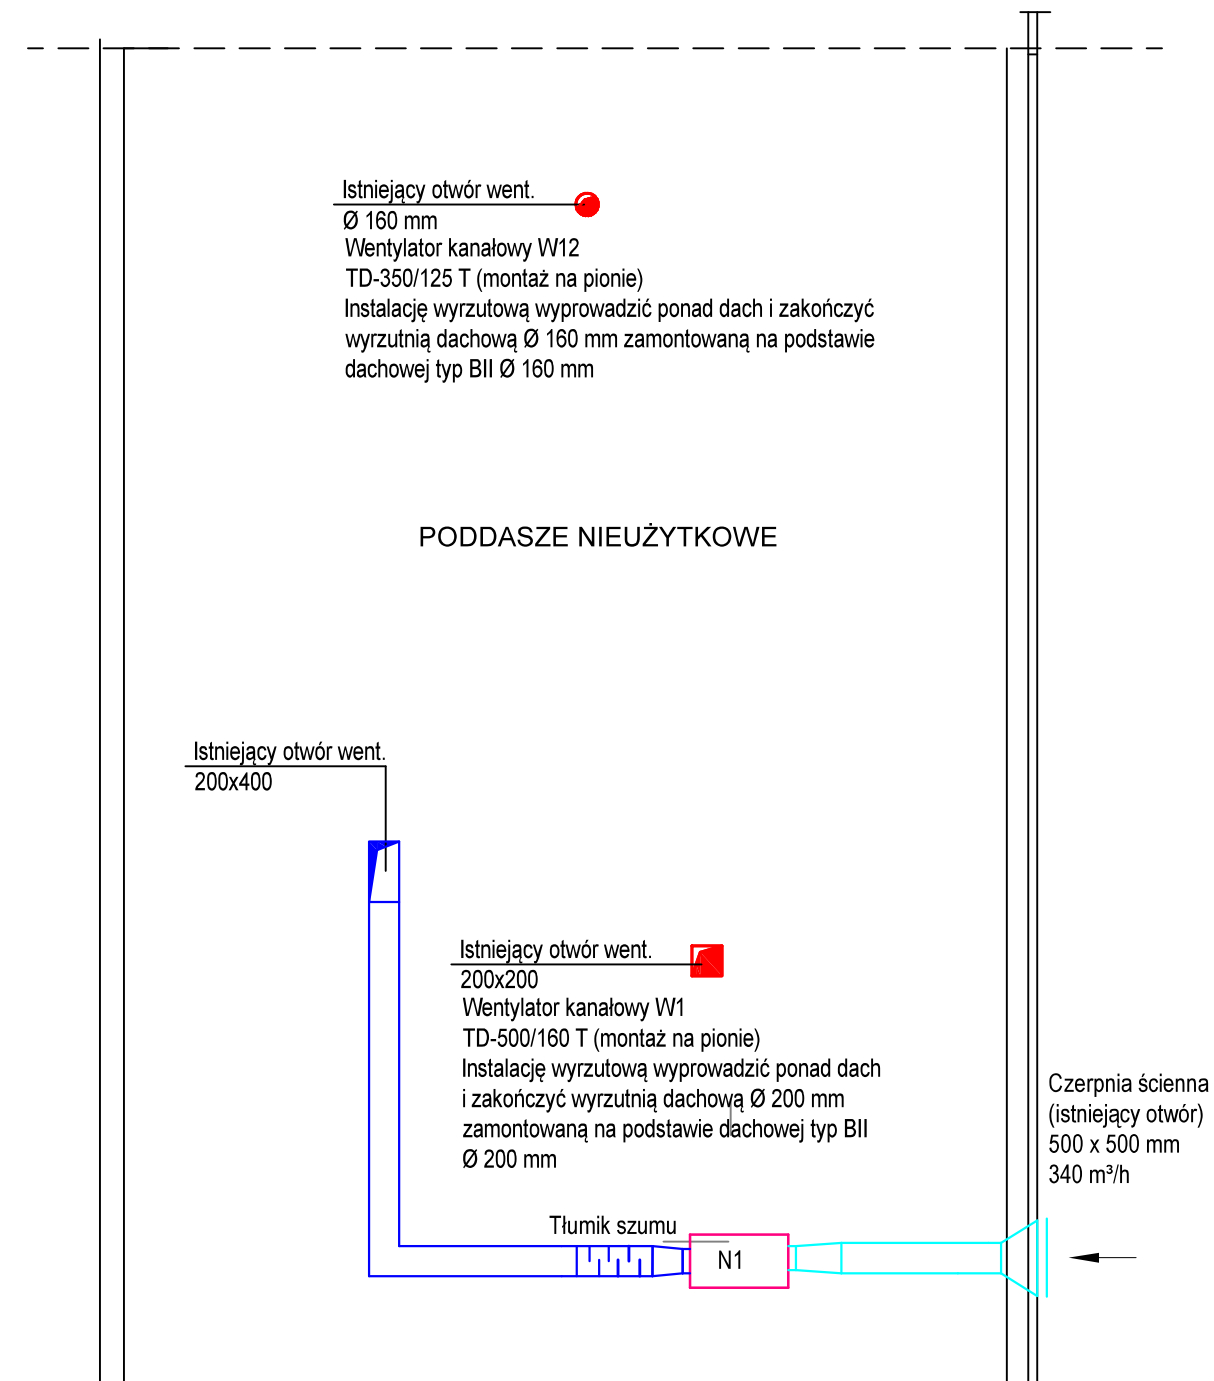 Istniejący otwór went.
Ø 160 mm
Wentylator kanałowy W12
TD-350/125 T (montaż na pionie)
Instalację wyrzutową wyprowadzić ponad dach i zakończyć
wyrzutnią dachową Ø 160 mm zamontowaną na podstawie
dachowej typ BII Ø 160 mm
PODDASZE NIEUŻYTKOWE
Istniejący otwór went.
200x400
Istniejący otwór went.
200x200
Wentylator kanałowy W1
TD-500/160 T (montaż na pionie)
Instalację wyrzutową wyprowadzić ponad dach
i zakończyć wyrzutnią dachową Ø 200 mm
zamontowaną na podstawie dachowej typ BII
Ø 200 mm
Czerpnia ścienna
(istniejący otwór)
500 x 500 mm
340 m³/h
Tłumik szumu
N1